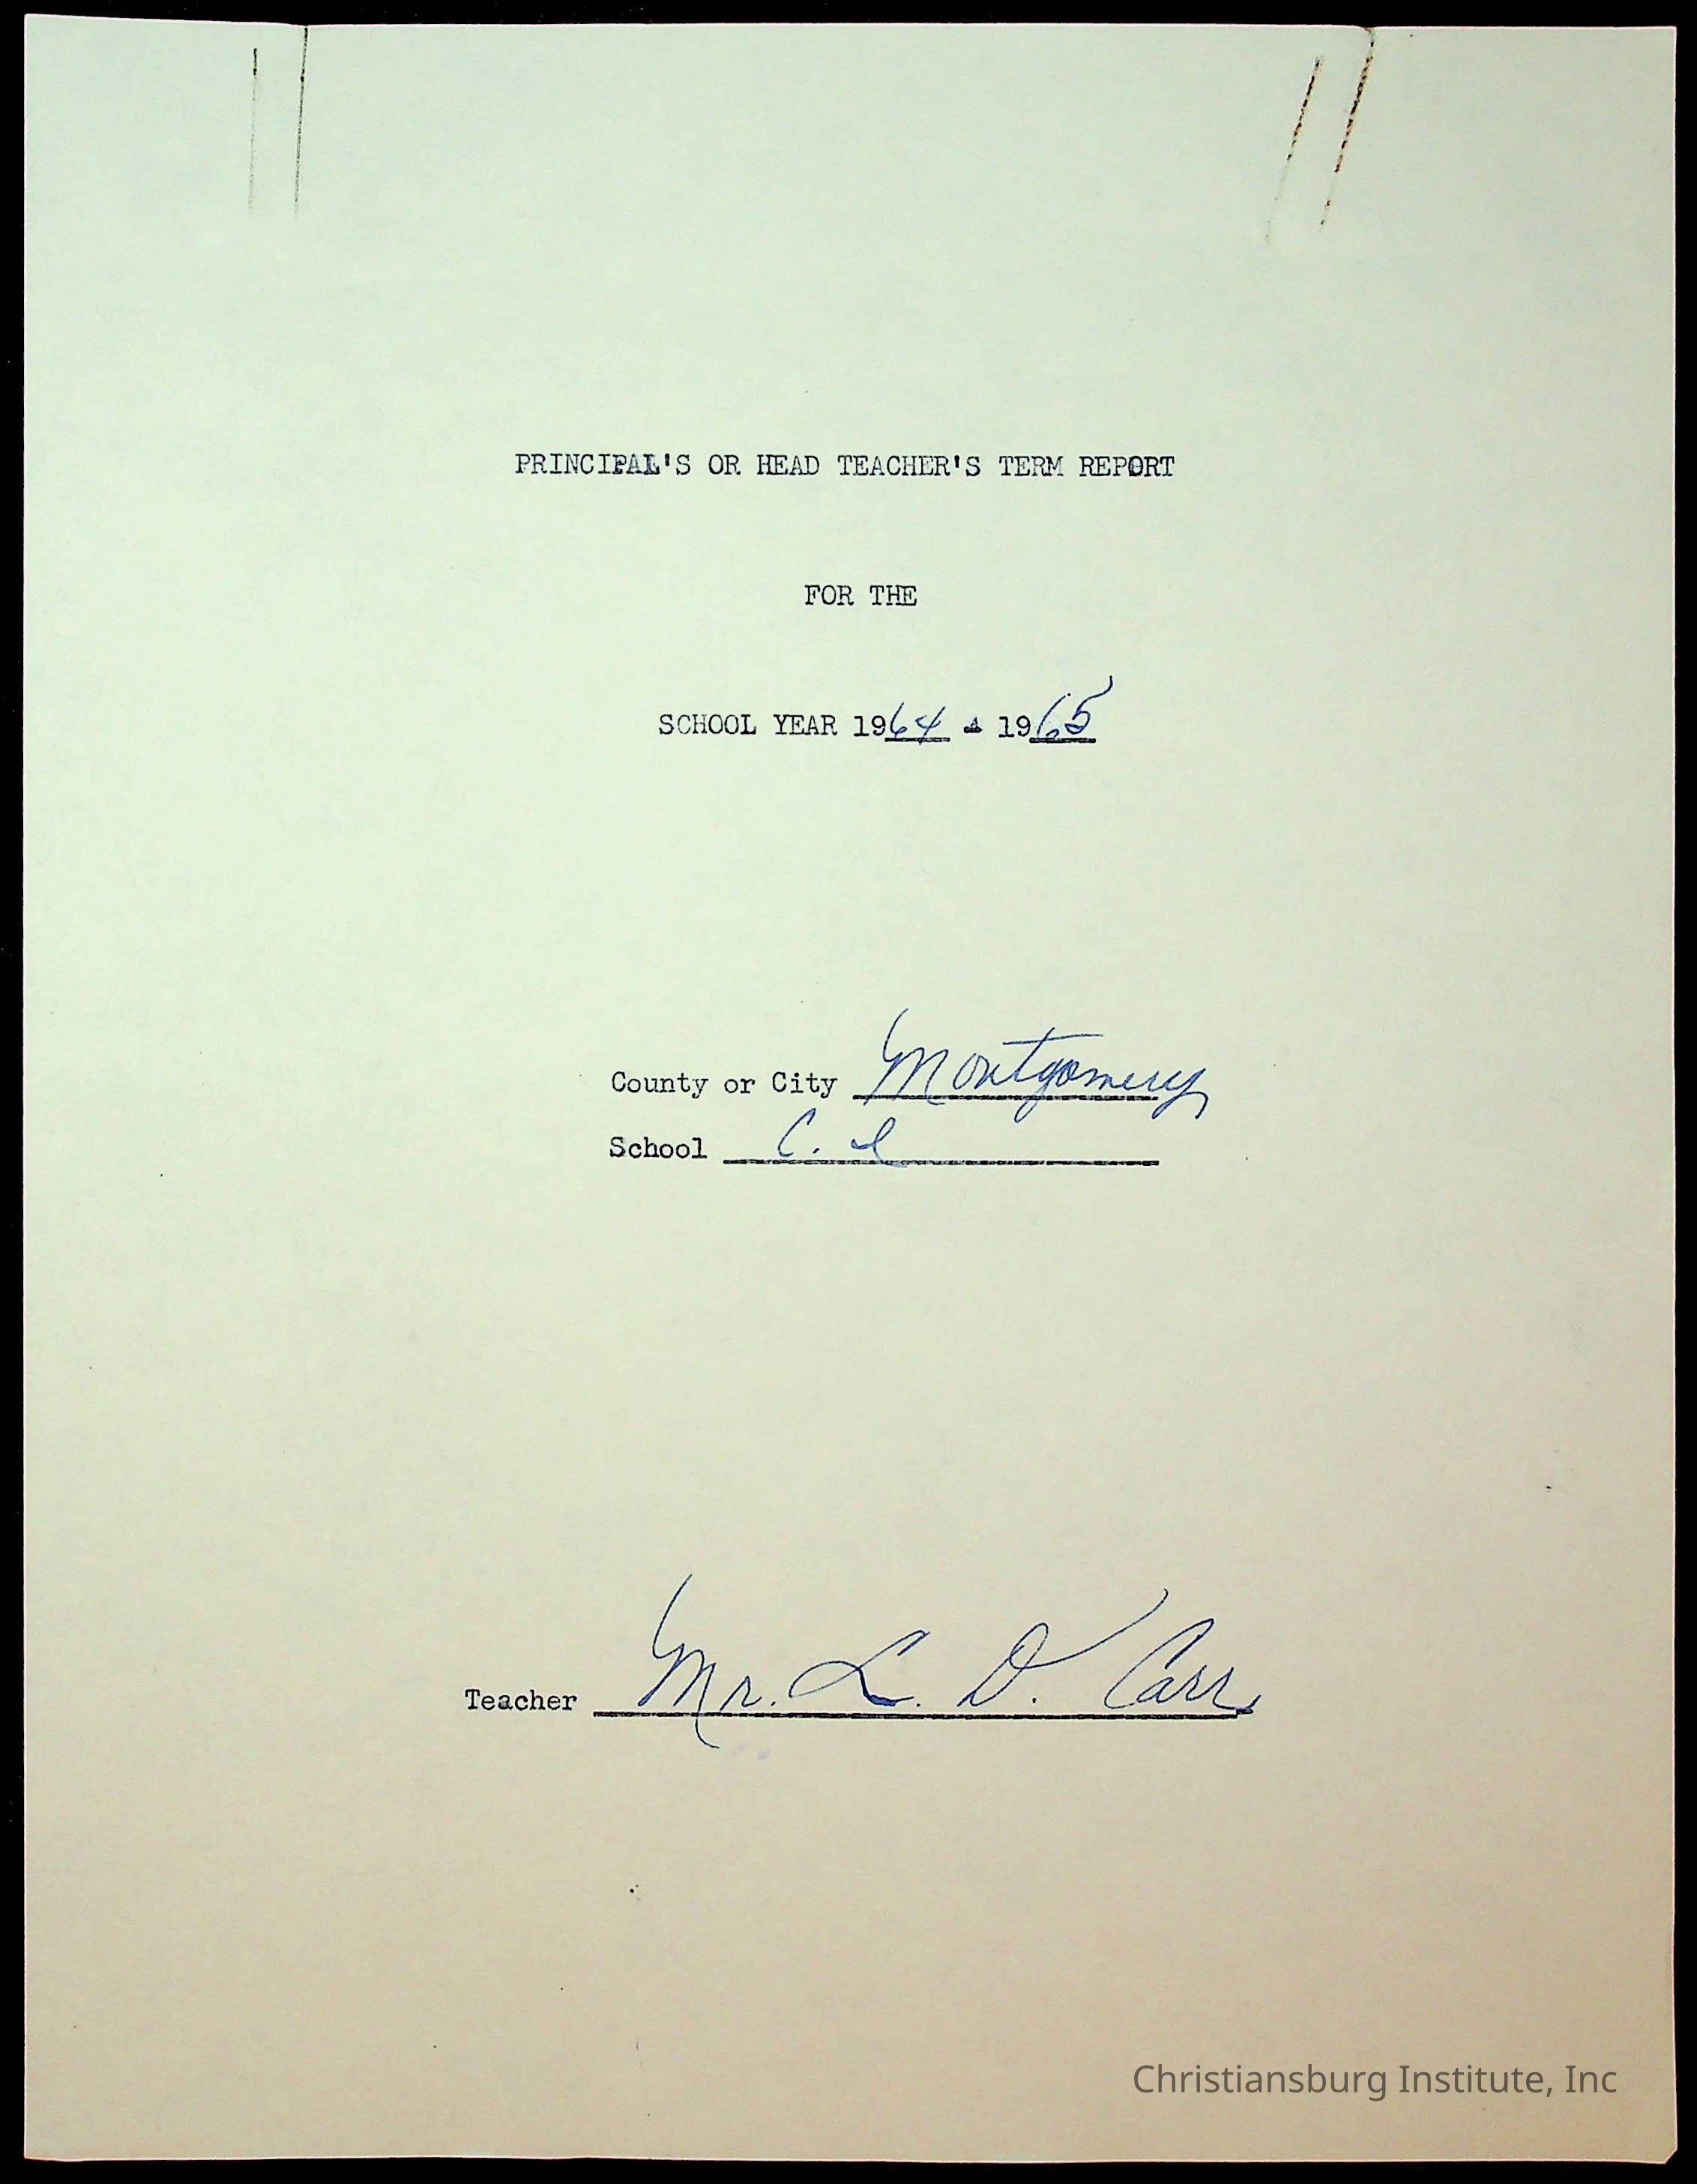 PRINCIPAL'S OR HEAD TEACHER'S TERM REPORT
FOR THE
SCHOOL YEAR 1964 - 1965
County or City Montgomery
School C. I
Teacher Mr. L. D. Carr
Christiansburg Institute, Inc